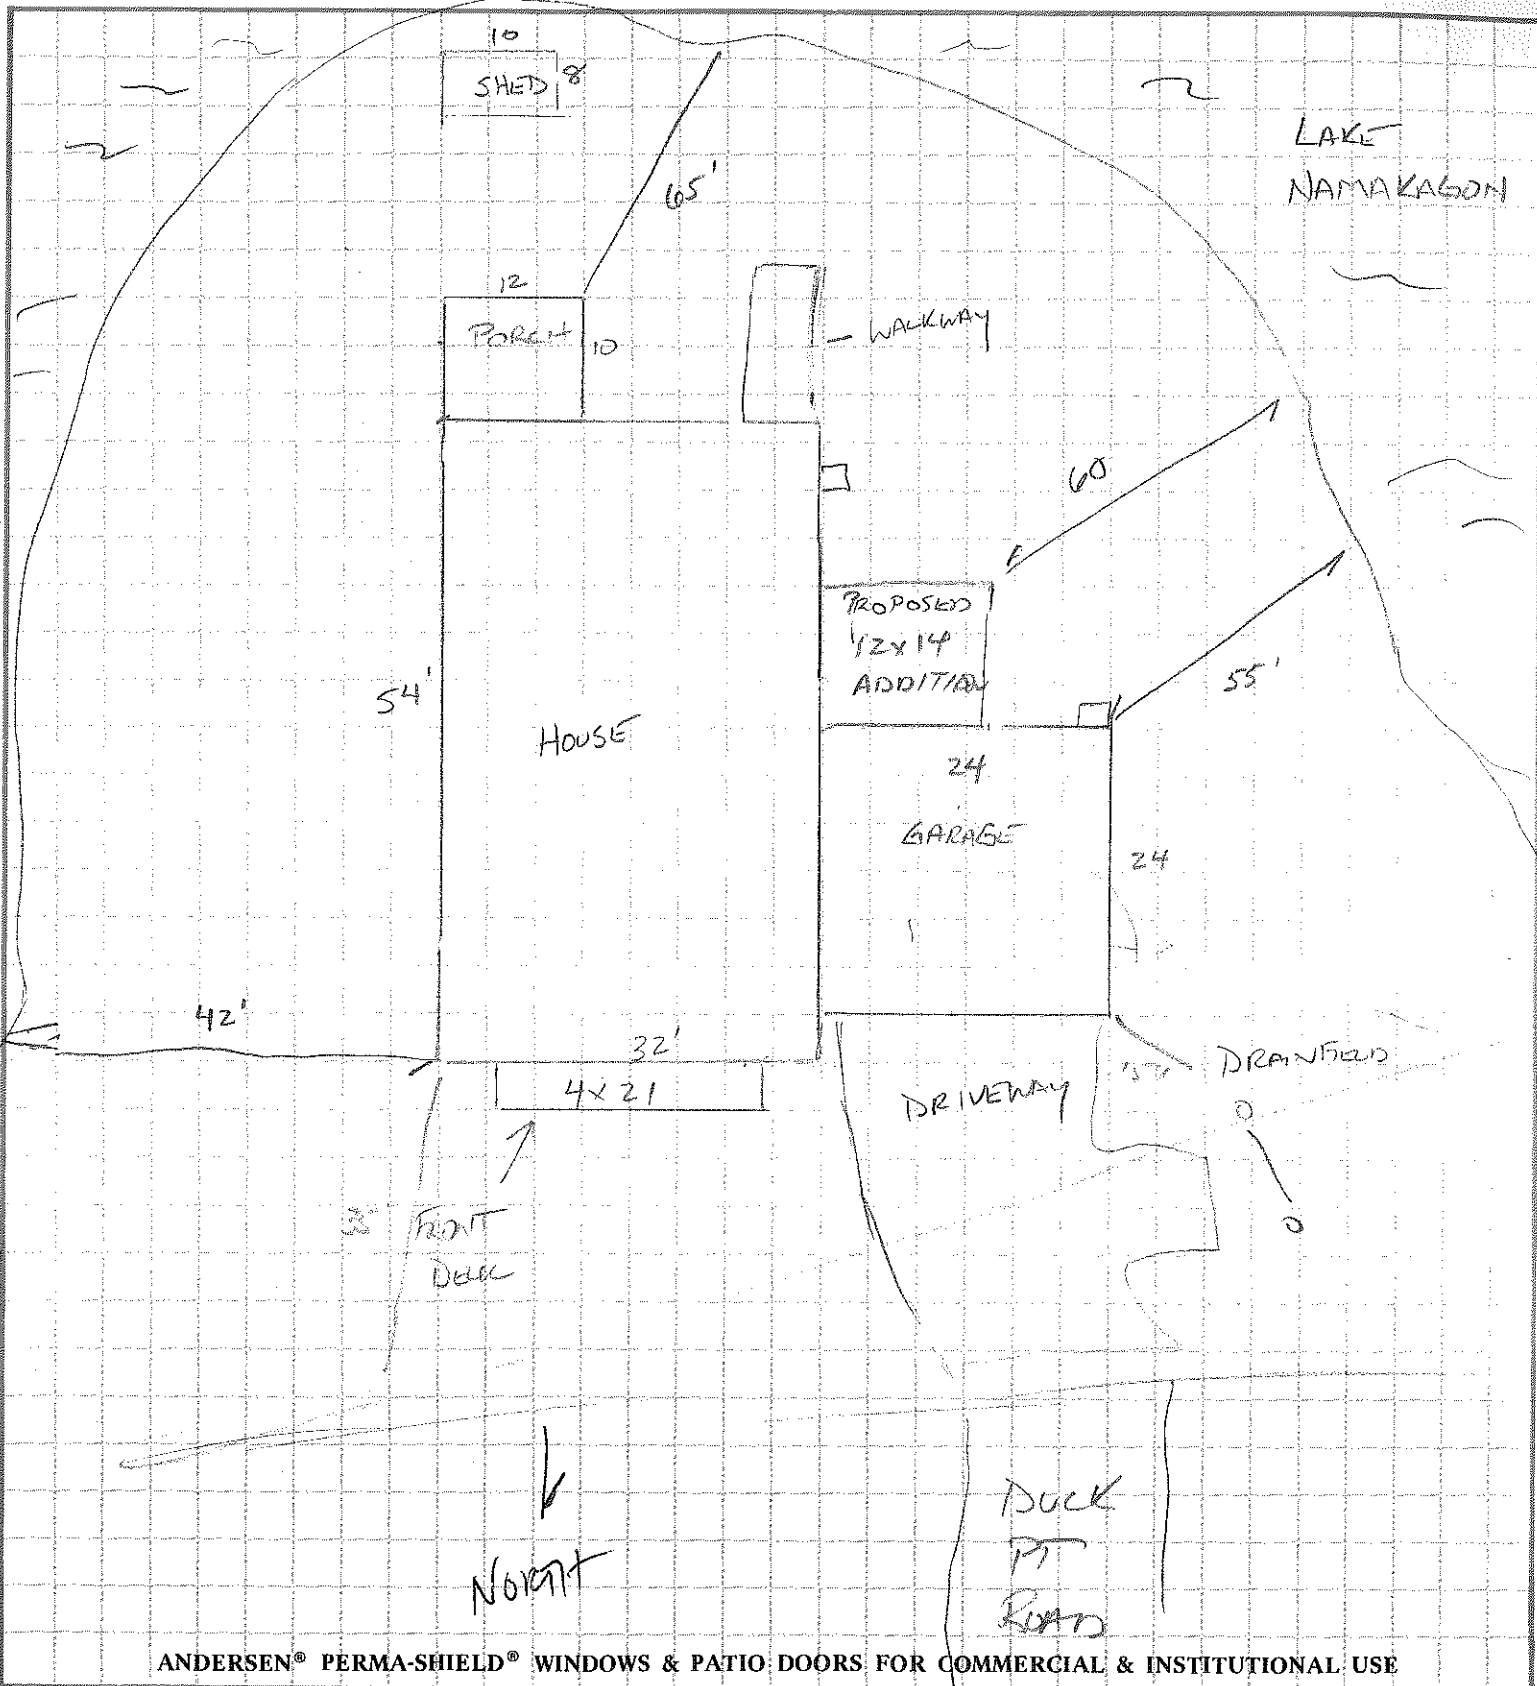 10
SHED
8
LAKE
NAMAKAGON
65'
12
PORCH
10
WALKWAY
60
PROPOSED
12x14
ADDITION
55'
54'
HOUSE
24
GARAGE
24
42'
32'
4x21
DRIVEWAY
DRAINFIELD
FRONT
DECK
NORTH
DUCK
PT
ROAD
ANDERSEN® PERMA-SHIELD® WINDOWS & PATIO DOORS FOR COMMERCIAL & INSTITUTIONAL USE